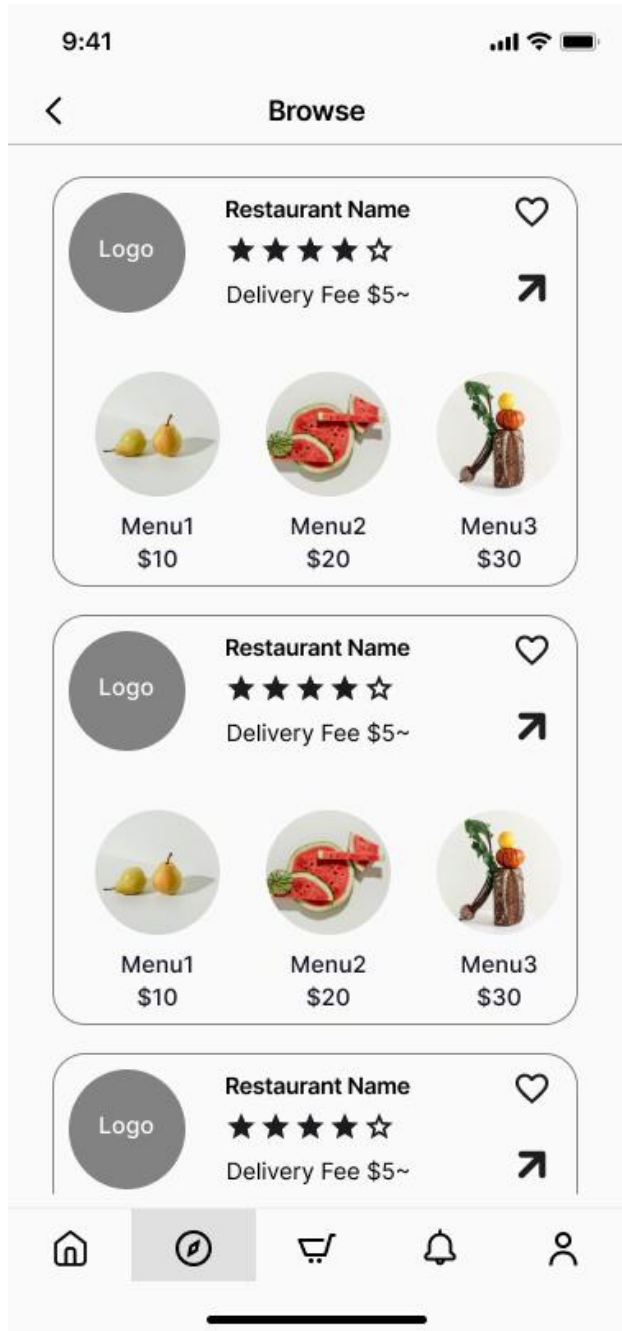 9:41
Browse
Logo
Restaurant Name
Delivery Fee $5~
Menu1
Menu2
Menu3
$10
$20
$30
Logo
Restaurant Name
Delivery Fee $5~
Menu1
Menu2
Menu3
$10
$20
$30
Logo
Restaurant Name
Delivery Fee $5~